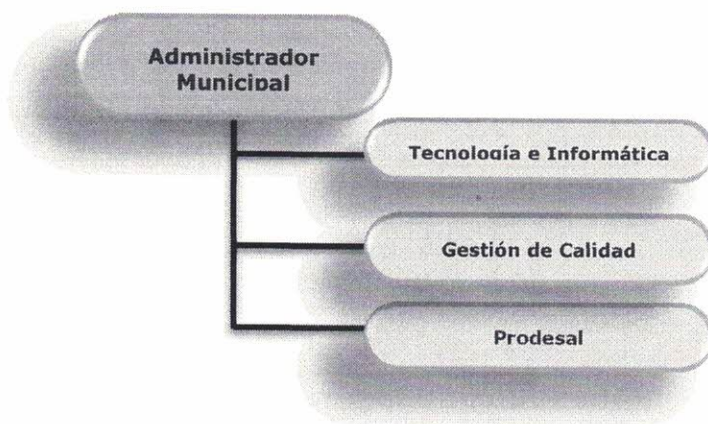 Administrador
Municipal
Tecnología e Informática
Gestión de Calidad
Prodesal